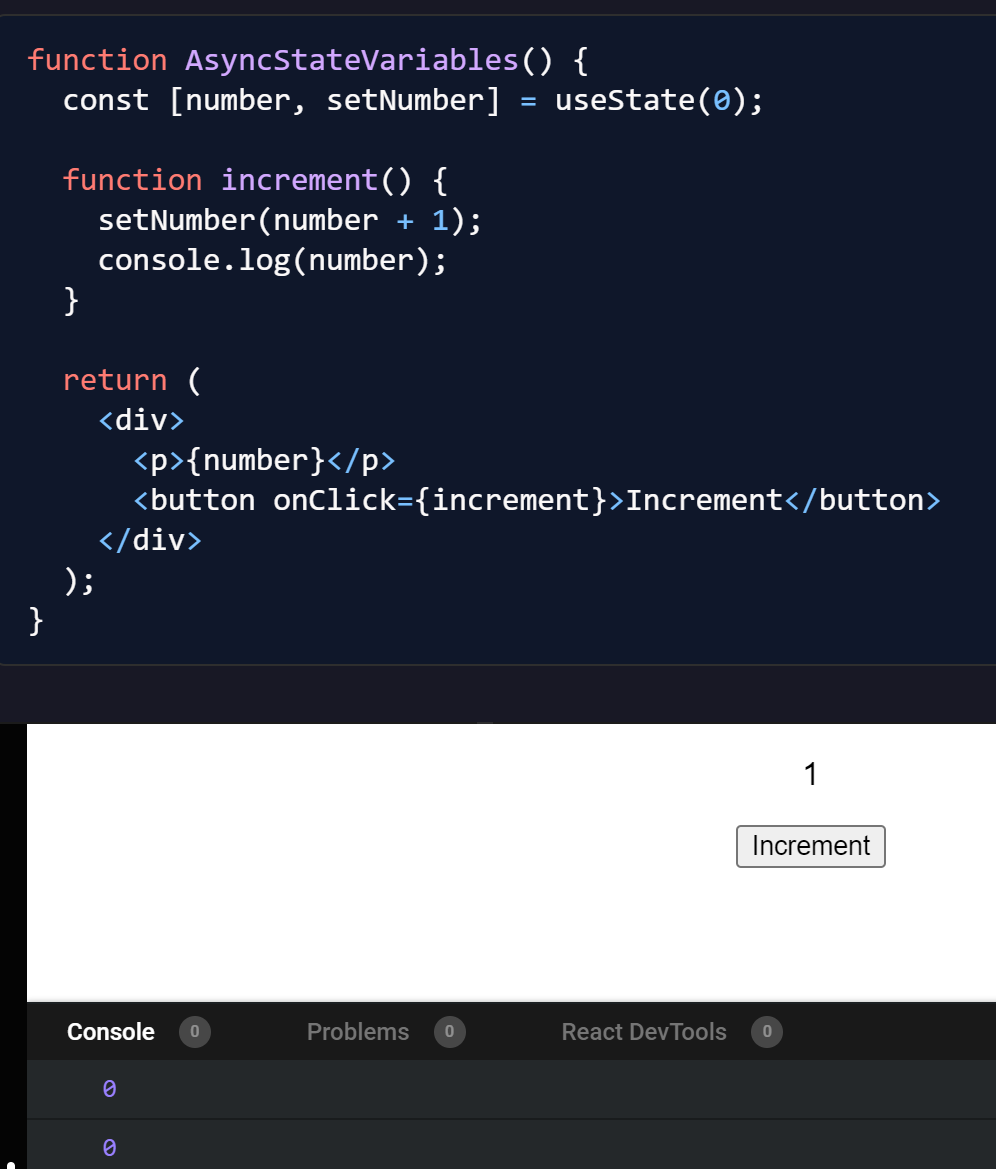 function AsyncStateVariables() {
  const [number, setNumber] = useState(0);
  function increment() {
    setNumber(number + 1);
    console.log(number);
  }
  return (
    <div>
      <p>{number}</p>
      <button onClick={increment}>Increment</button>
    </div>
  );
}
1
Increment
Console 0 Problems 0 React DevTools 0
0
0